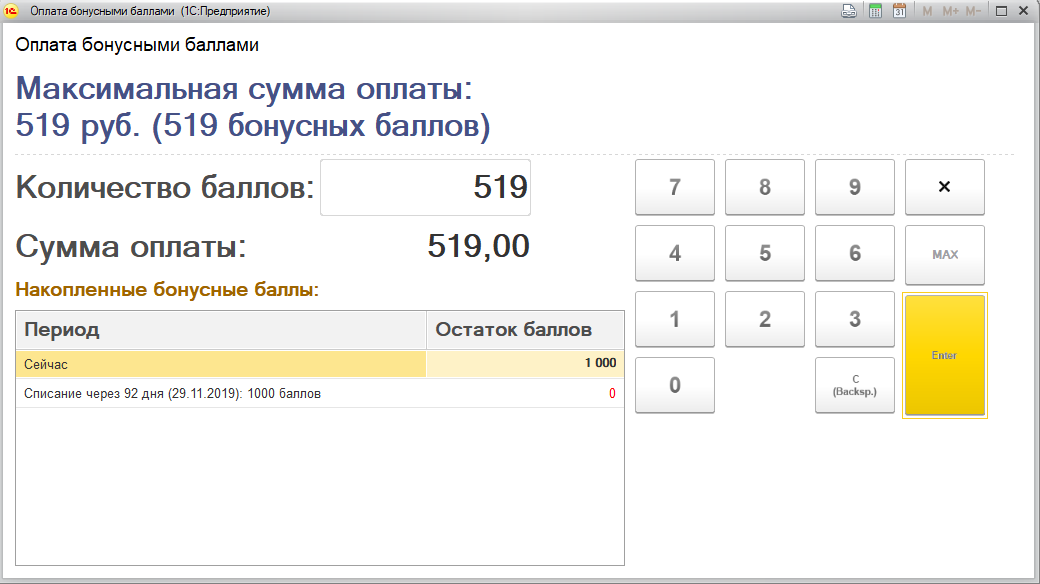 1С Оплата бонусными баллами (1С:Предприятие) 31 M M+ M-
Оплата бонусными баллами
Максимальная сумма оплаты:
519 руб. (519 бонусных баллов)
Количество баллов: 519
7 8 9 ×
Сумма оплаты: 519,00
4 5 6 MAX
Накопленные бонусные баллы:
Период Остаток баллов
1 2 3
Enter
Сейчас 1 000
Списание через 92 дня (29.11.2019): 1000 баллов 0
0
C
(Backsp.)